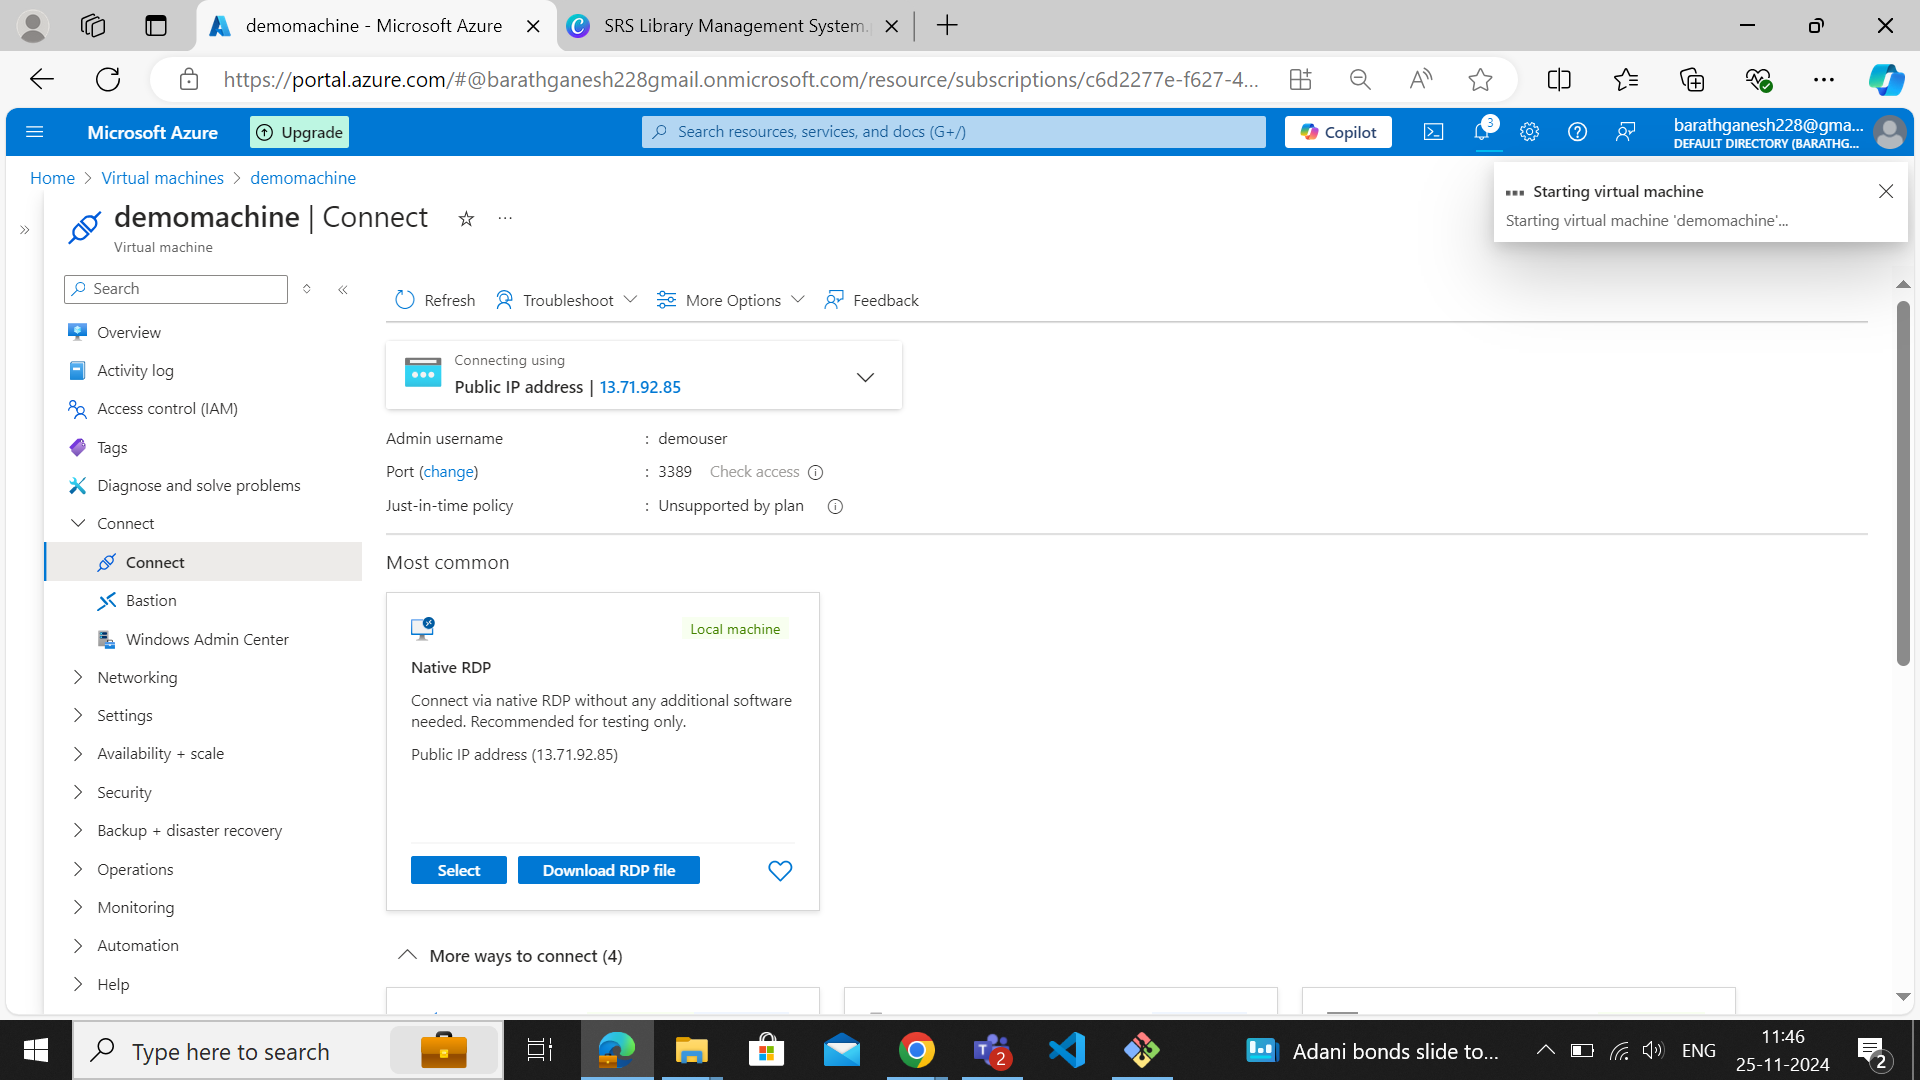 demomachine - Microsoft Azure
SRS Library Management System.
https://portal.azure.com/#@barathganesh228gmail.onmicrosoft.com/resource/subscriptions/c6d2277e-f627-4...
Microsoft Azure
Upgrade
Search resources, services, and docs (G+/)
Copilot
3
barathganesh228@gma...
DEFAULT DIRECTORY (BARATHG...
Home > Virtual machines > demomachine
Starting virtual machine
Starting virtual machine 'demomachine'...
demomachine | Connect
Virtual machine
Search
Refresh
Troubleshoot
More Options
Feedback
Overview
Activity log
Access control (IAM)
Tags
Diagnose and solve problems
Connect
Connect
Bastion
Windows Admin Center
Networking
Settings
Availability + scale
Security
Backup + disaster recovery
Operations
Monitoring
Automation
Help
Connecting using
Public IP address | 13.71.92.85
Admin username : demouser
Port (change) : 3389 Check access
Just-in-time policy : Unsupported by plan
Most common
Local machine
Native RDP
Connect via native RDP without any additional software
needed. Recommended for testing only.
Public IP address (13.71.92.85)
Select
Download RDP file
More ways to connect (4)
Type here to search
2
Adani bonds slide to...
ENG
11:46
25-11-2024
2